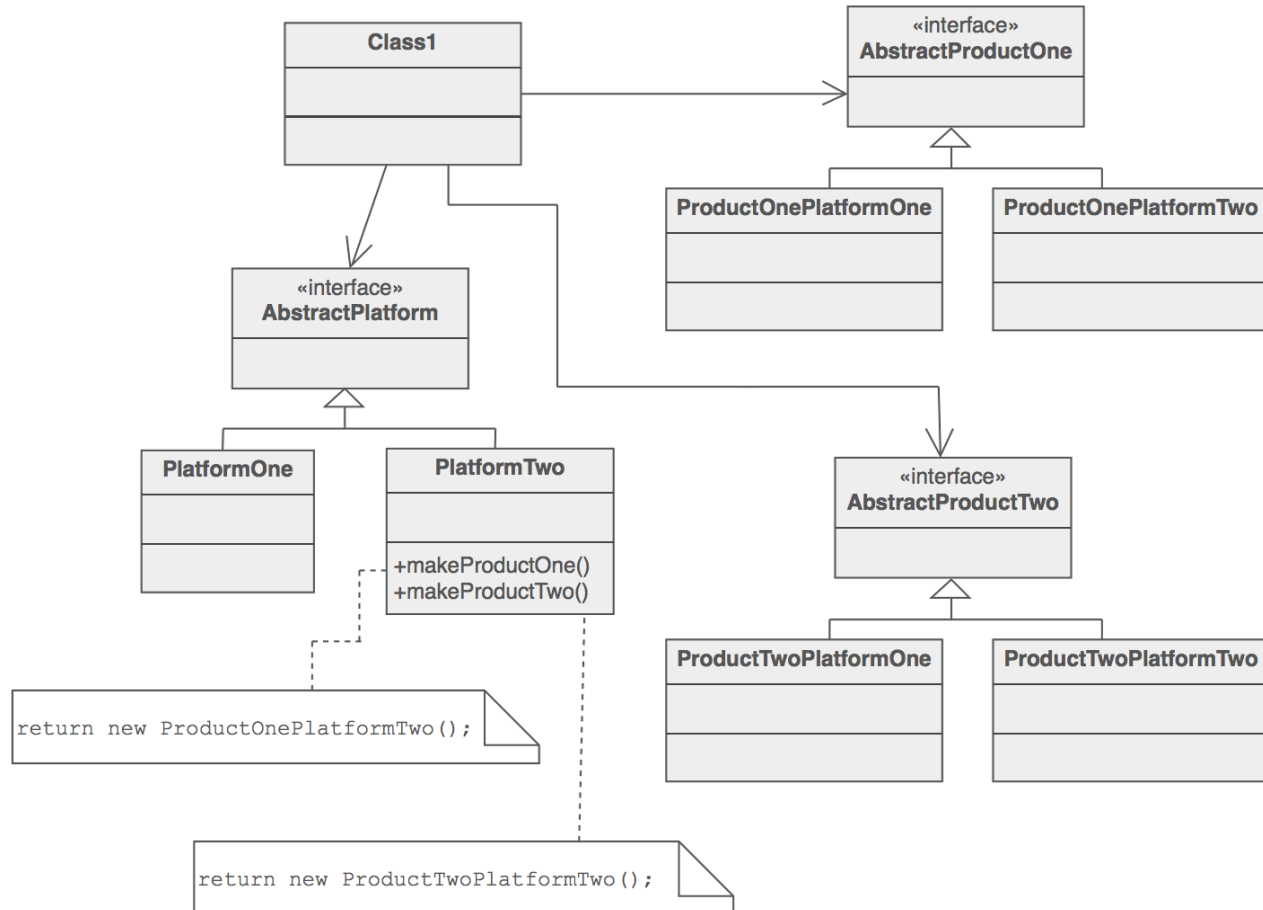 Class1
«interface»
AbstractProductOne
ProductOnePlatformOne
ProductOnePlatformTwo
«interface»
AbstractPlatform
PlatformOne
PlatformTwo
+makeProductOne()
+makeProductTwo()
«interface»
AbstractProductTwo
ProductTwoPlatformOne
ProductTwoPlatformTwo
return new ProductOnePlatformTwo();
return new ProductTwoPlatformTwo();